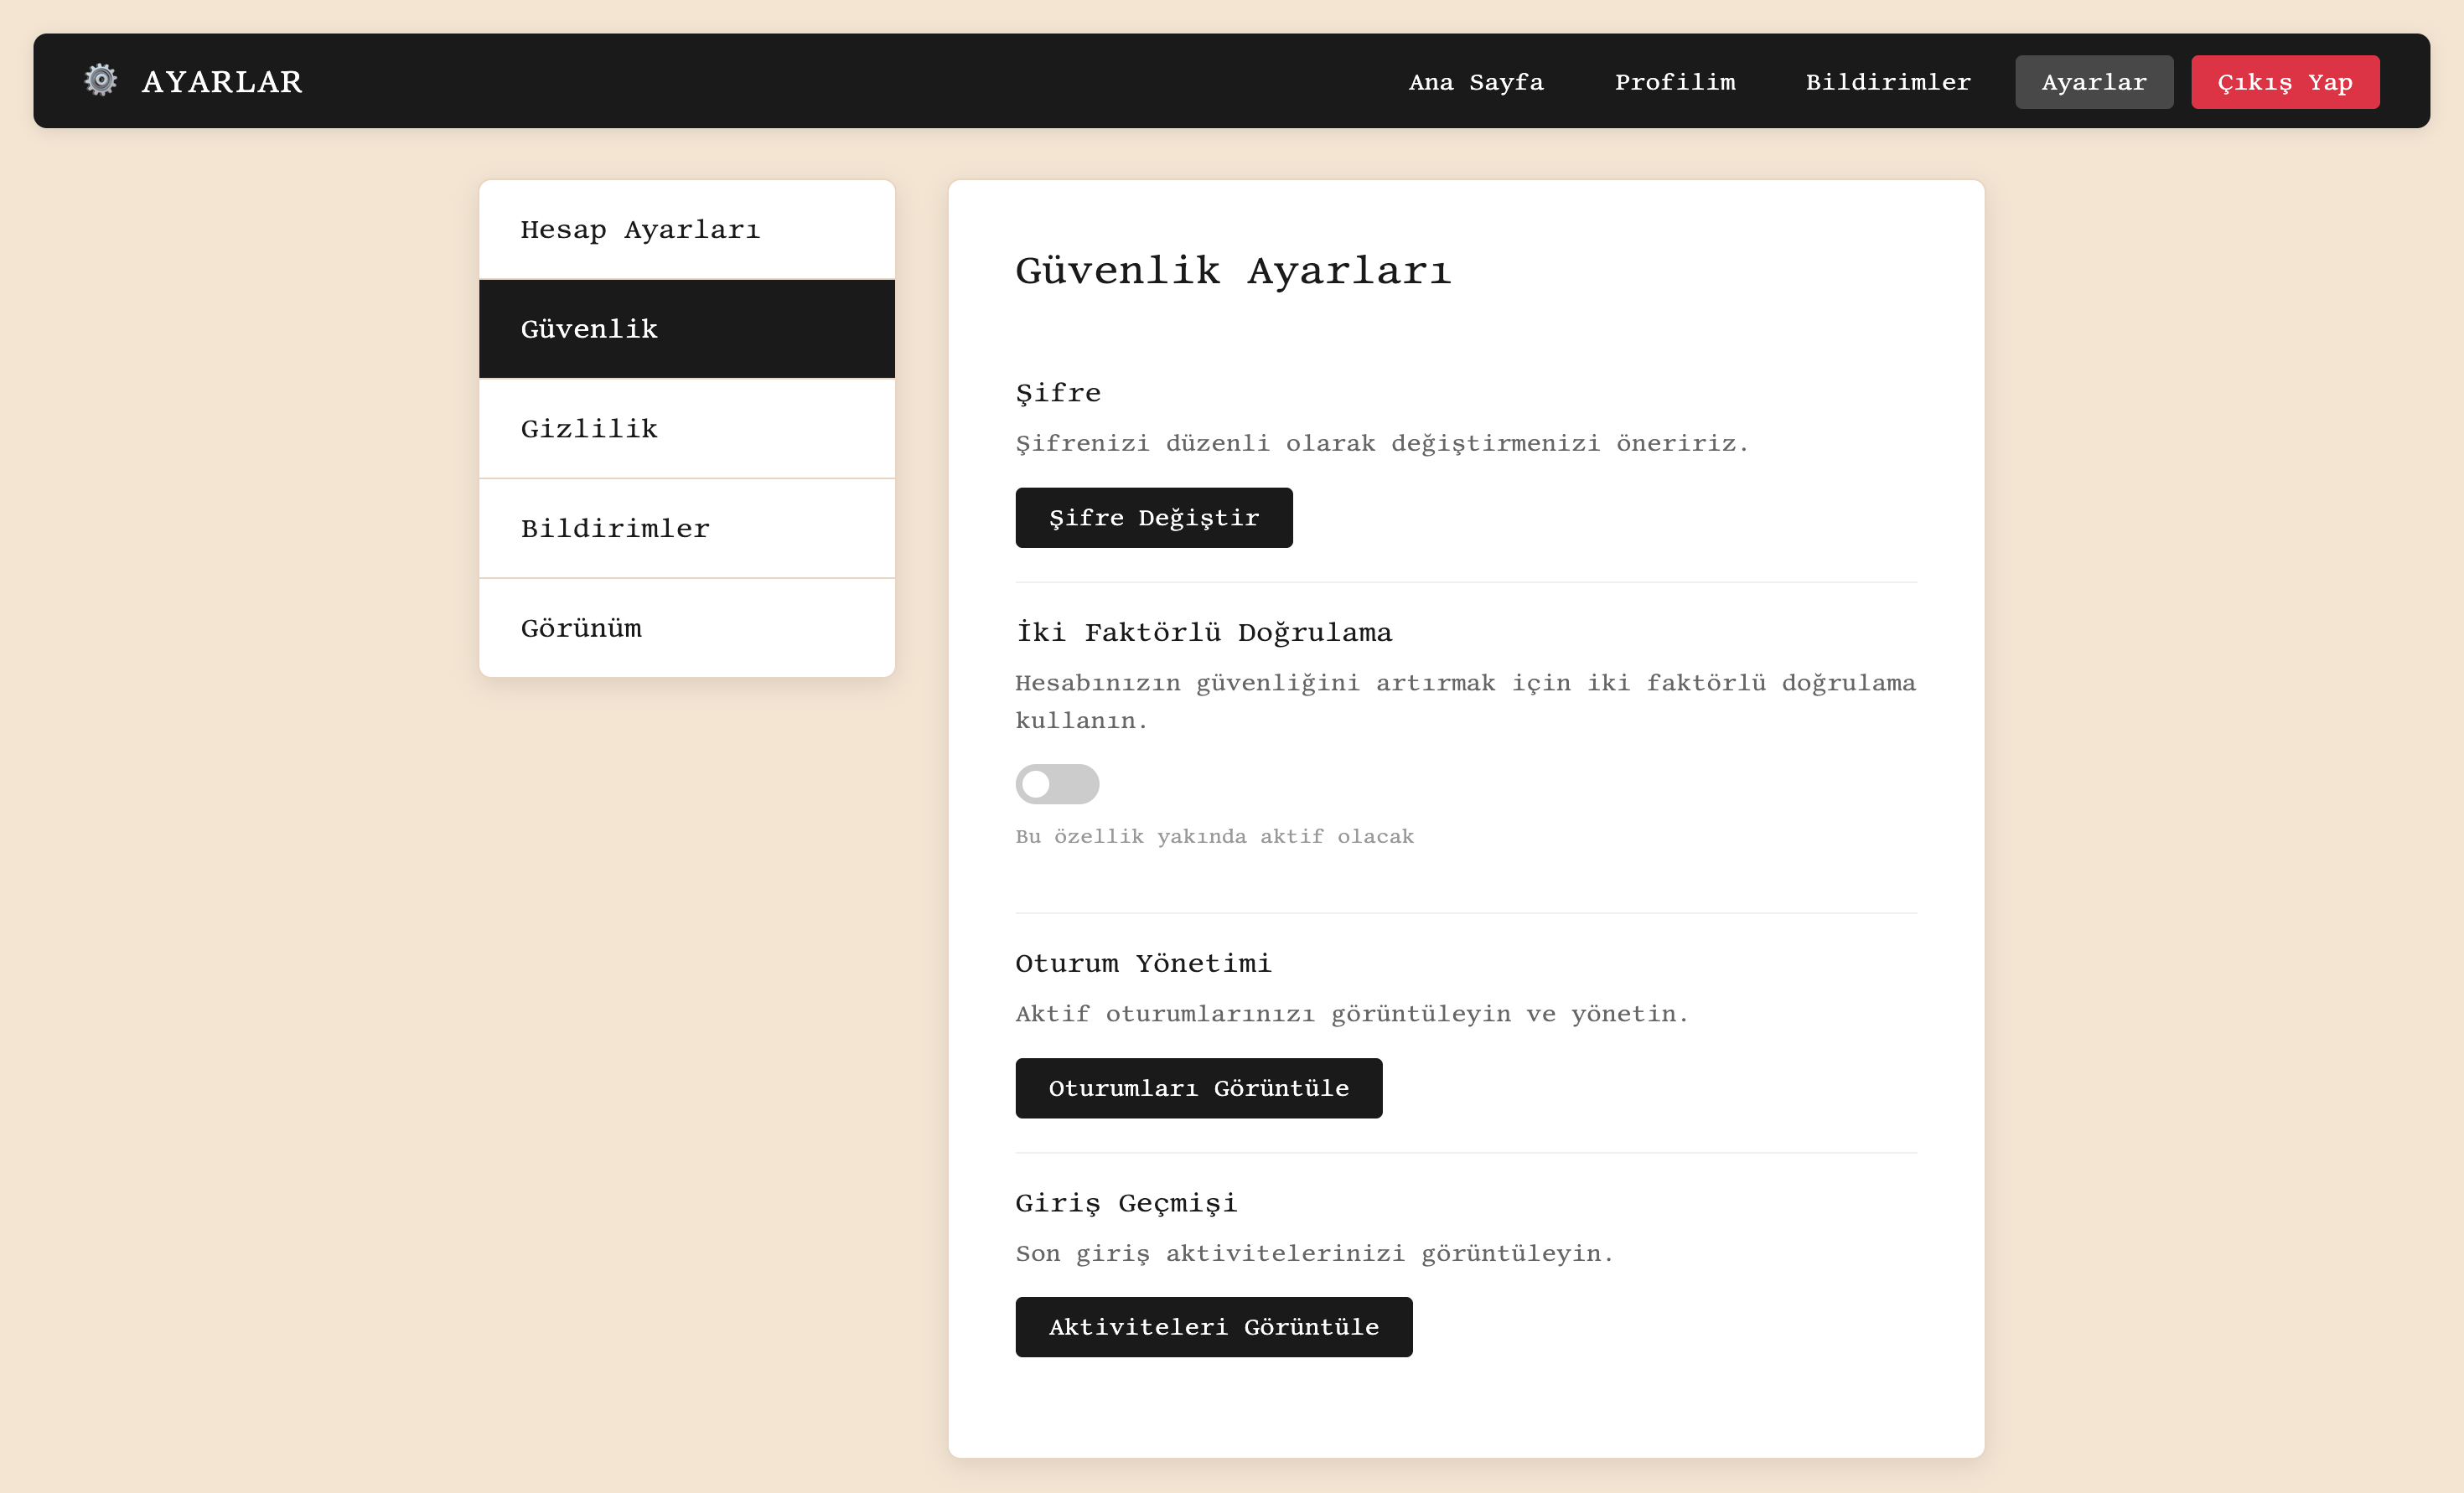 AYARLAR
Ana Sayfa
Profilim
Bildirimler
Ayarlar
Çıkış Yap
Hesap Ayarları
Güvenlik
Gizlilik
Bildirimler
Görünüm
Güvenlik Ayarları
Şifre
Şifrenizi düzenli olarak değiştirmenizi öneririz.
Şifre Değiştir
İki Faktörlü Doğrulama
Hesabınızın güvenliğini artırmak için iki faktörlü doğrulama
kullanın.
Bu özellik yakında aktif olacak
Oturum Yönetimi
Aktif oturumlarınızı görüntüleyin ve yönetin.
Oturumları Görüntüle
Giriş Geçmişi
Son giriş aktivitelerinizi görüntüleyin.
Aktiviteleri Görüntüle